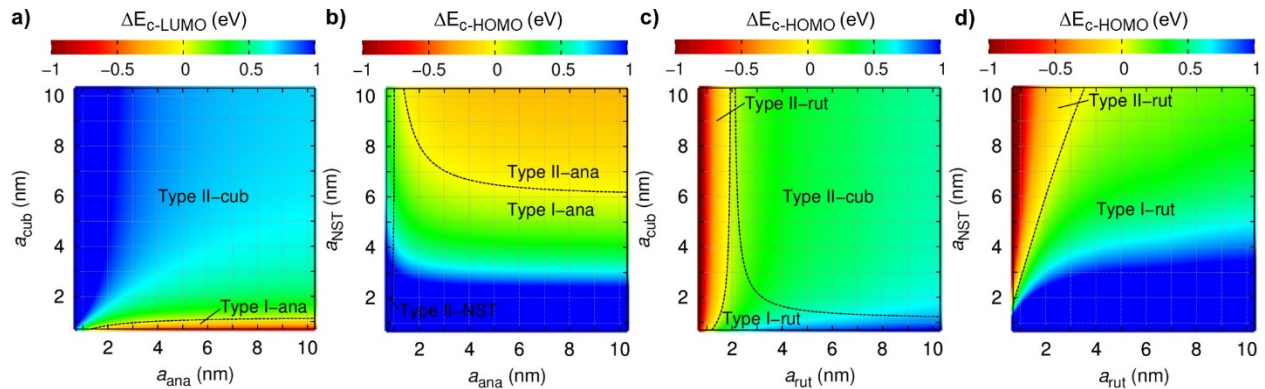 a) ΔE_c-LUMO (eV)
−1 −0.5 0 0.5 1
10
8
6
4
2
a_cub (nm)
Type II−cub
Type I−ana
2 4 6 8 10
a_ana (nm)
b) ΔE_c-HOMO (eV)
−1 −0.5 0 0.5 1
10
8
6
4
2
a_NST (nm)
Type II−ana
Type I−ana
Type II−NST
2 4 6 8 10
a_ana (nm)
c) ΔE_c-HOMO (eV)
−1 −0.5 0 0.5 1
10
8
6
4
2
a_cub (nm)
Type II−rut
Type II−cub
Type I−rut
2 4 6 8 10
a_rut (nm)
d) ΔE_c-HOMO (eV)
−1 −0.5 0 0.5 1
10
8
6
4
2
a_NST (nm)
Type II−rut
Type I−rut
2 4 6 8 10
a_rut (nm)